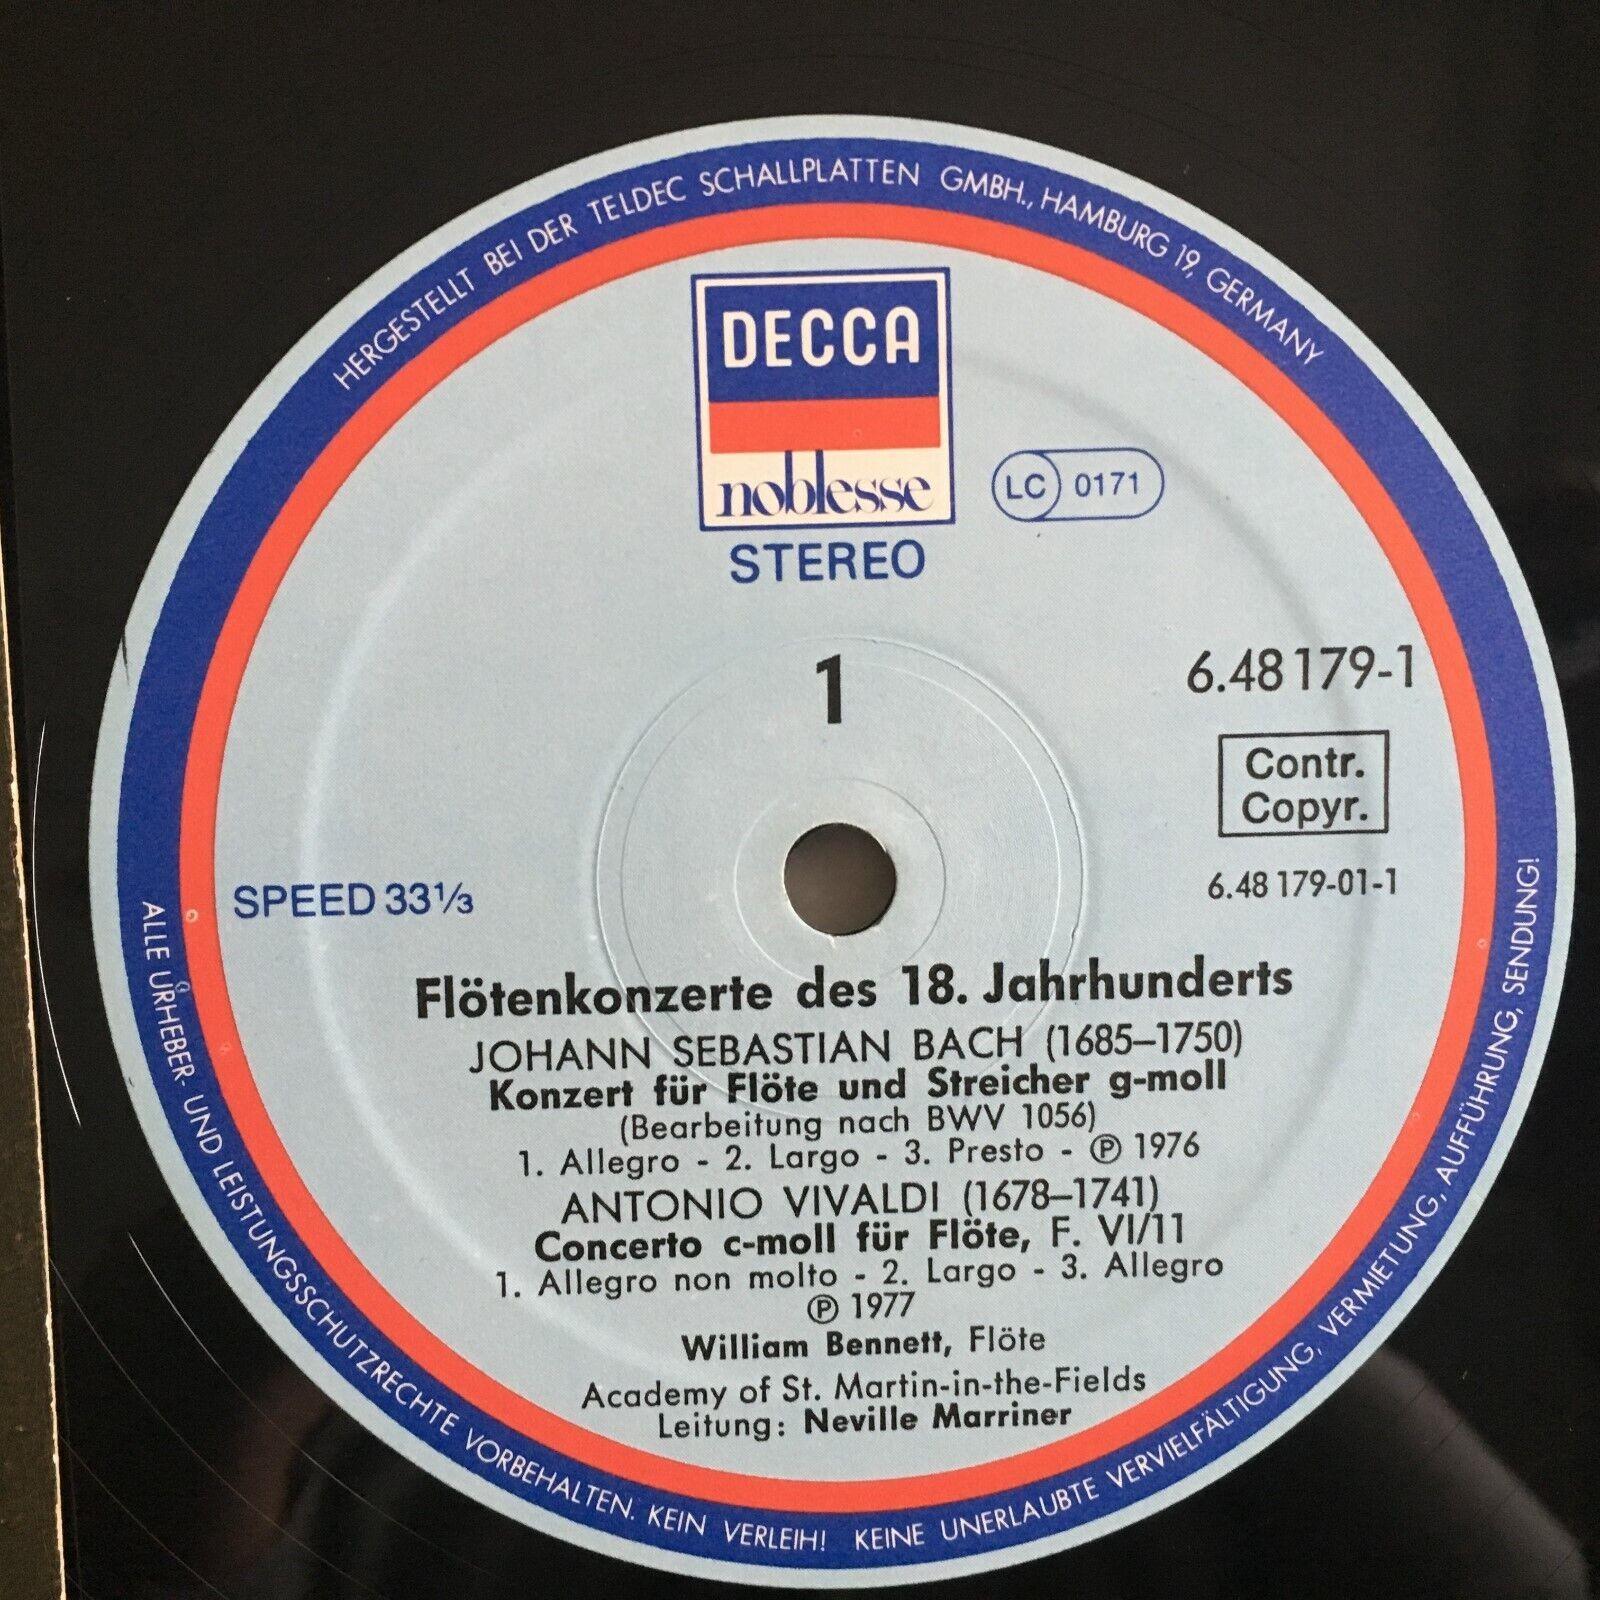 HERGESTELLT BEI DER TELDEC SCHALLPLATTEN GMBH., HAMBURG 19, GERMANY
DECCA
noblesse
LC 0171
STEREO
1
6.48 179-1
Contr.
Copyr.
SPEED 33 1/3
6.48 179-01-1
Flötenkonzerte des 18. Jahrhunderts
JOHANN SEBASTIAN BACH (1685–1750)
Konzert für Flöte und Streicher g-moll
(Bearbeitung nach BWV 1056)
1. Allegro - 2. Largo - 3. Presto - ℗ 1976
ANTONIO VIVALDI (1678–1741)
Concerto c-moll für Flöte, F. VI/11
1. Allegro non molto - 2. Largo - 3. Allegro
℗ 1977
William Bennett, Flöte
Academy of St. Martin-in-the-Fields
Leitung: Neville Marriner
ALLE URHEBER- UND LEISTUNGSSCHUTZRECHTE VORBEHALTEN. KEIN VERLEIH! KEINE UNERLAUBTE VERVIELFÄLTIGUNG, VERMIETUNG, AUFFÜHRUNG, SENDUNG!